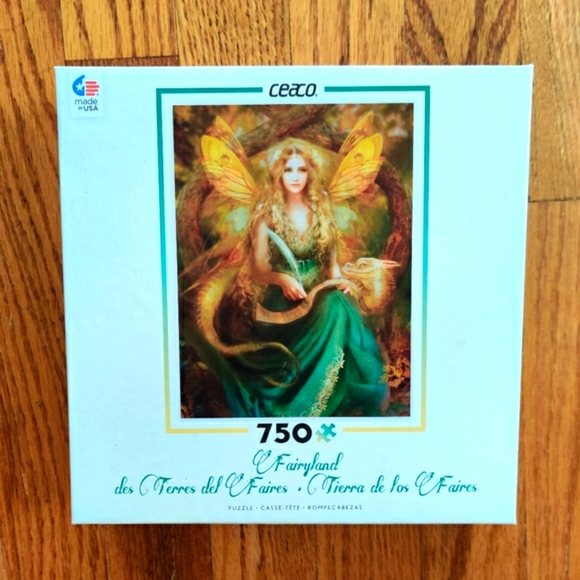 made
in USA
ceaco.
750
Fairyland
des Terres del Faires • Tierra de los Faires
PUZZLE • CASSE-TÊTE • ROMPECABEZAS